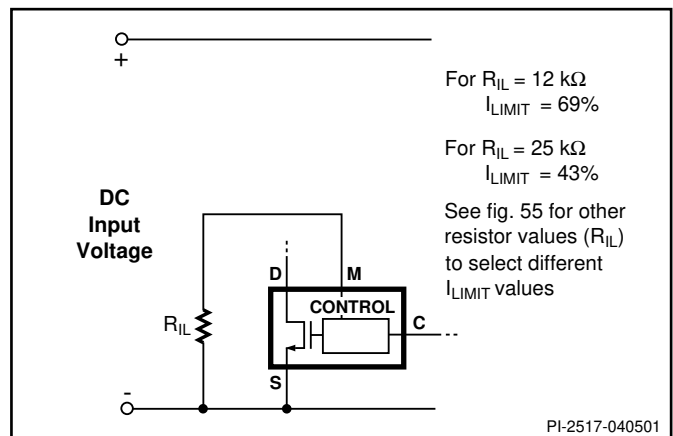 +
For R_IL = 12 kΩ
I_LIMIT = 69%
For R_IL = 25 kΩ
I_LIMIT = 43%
See fig. 55 for other
resistor values (R_IL)
to select different
I_LIMIT values
DC
Input
Voltage
D M
CONTROL
C
R_IL
S
-
PI-2517-040501